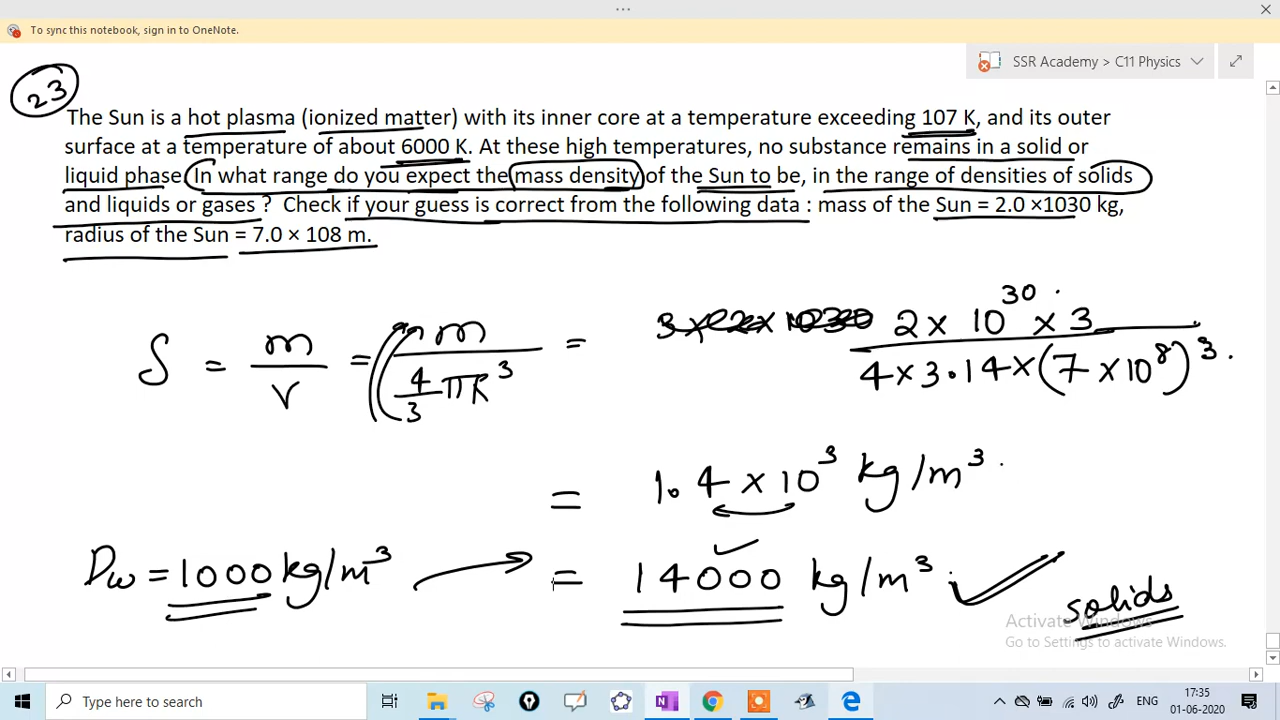 To sync this notebook, sign in to OneNote.
SSR Academy > C11 Physics
23
The Sun is a hot plasma (ionized matter) with its inner core at a temperature exceeding 107 K, and its outer
surface at a temperature of about 6000 K. At these high temperatures, no substance remains in a solid or
liquid phase. In what range do you expect the mass density of the Sun to be, in the range of densities of solids
and liquids or gases ? Check if your guess is correct from the following data : mass of the Sun = 2.0 ×1030 kg,
radius of the Sun = 7.0 × 108 m.
S = m/v = m/(4/3 πR³) = 2 × 10³⁰ × 3 / 4 × 3.14 × (7 × 10⁸)³
= 1.4 × 10³ kg/m³
Dw = 1000 kg/m³ → = 14000 kg/m³
solids
Activate Windows
Go to Settings to activate Windows.
Type here to search
ENG
17:35
01-06-2020